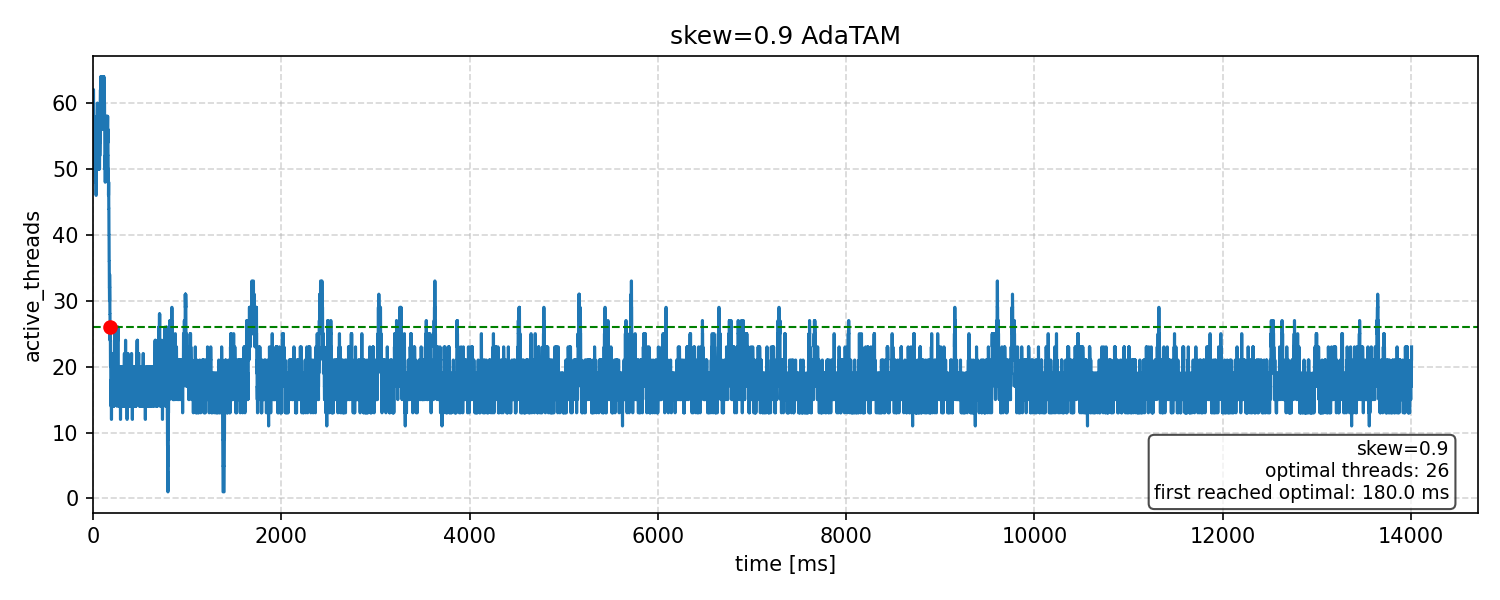 skew=0.9 AdaTAM
active_threads
60
50
40
30
20
10
0
skew=0.9
optimal threads: 26
first reached optimal: 180.0 ms
0 2000 4000 6000 8000 10000 12000 14000
time [ms]